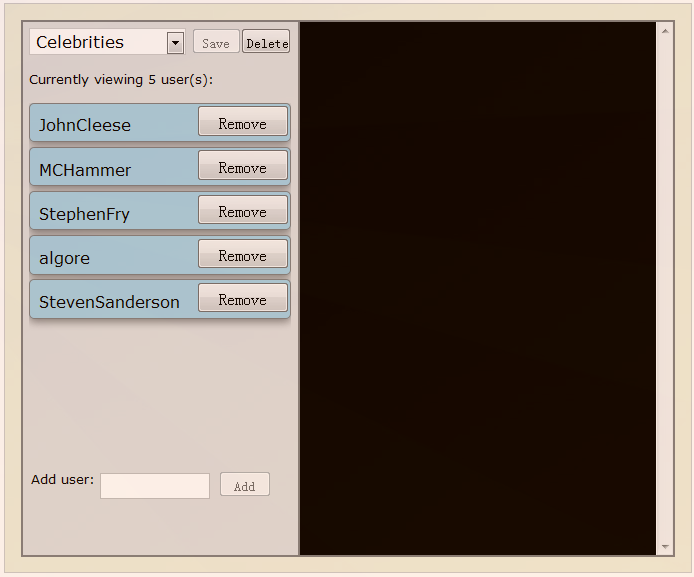 Celebrities Save Delete
Currently viewing 5 user(s):
JohnCleese Remove
MCHammer Remove
StephenFry Remove
algore Remove
StevenSanderson Remove
Add user: Add